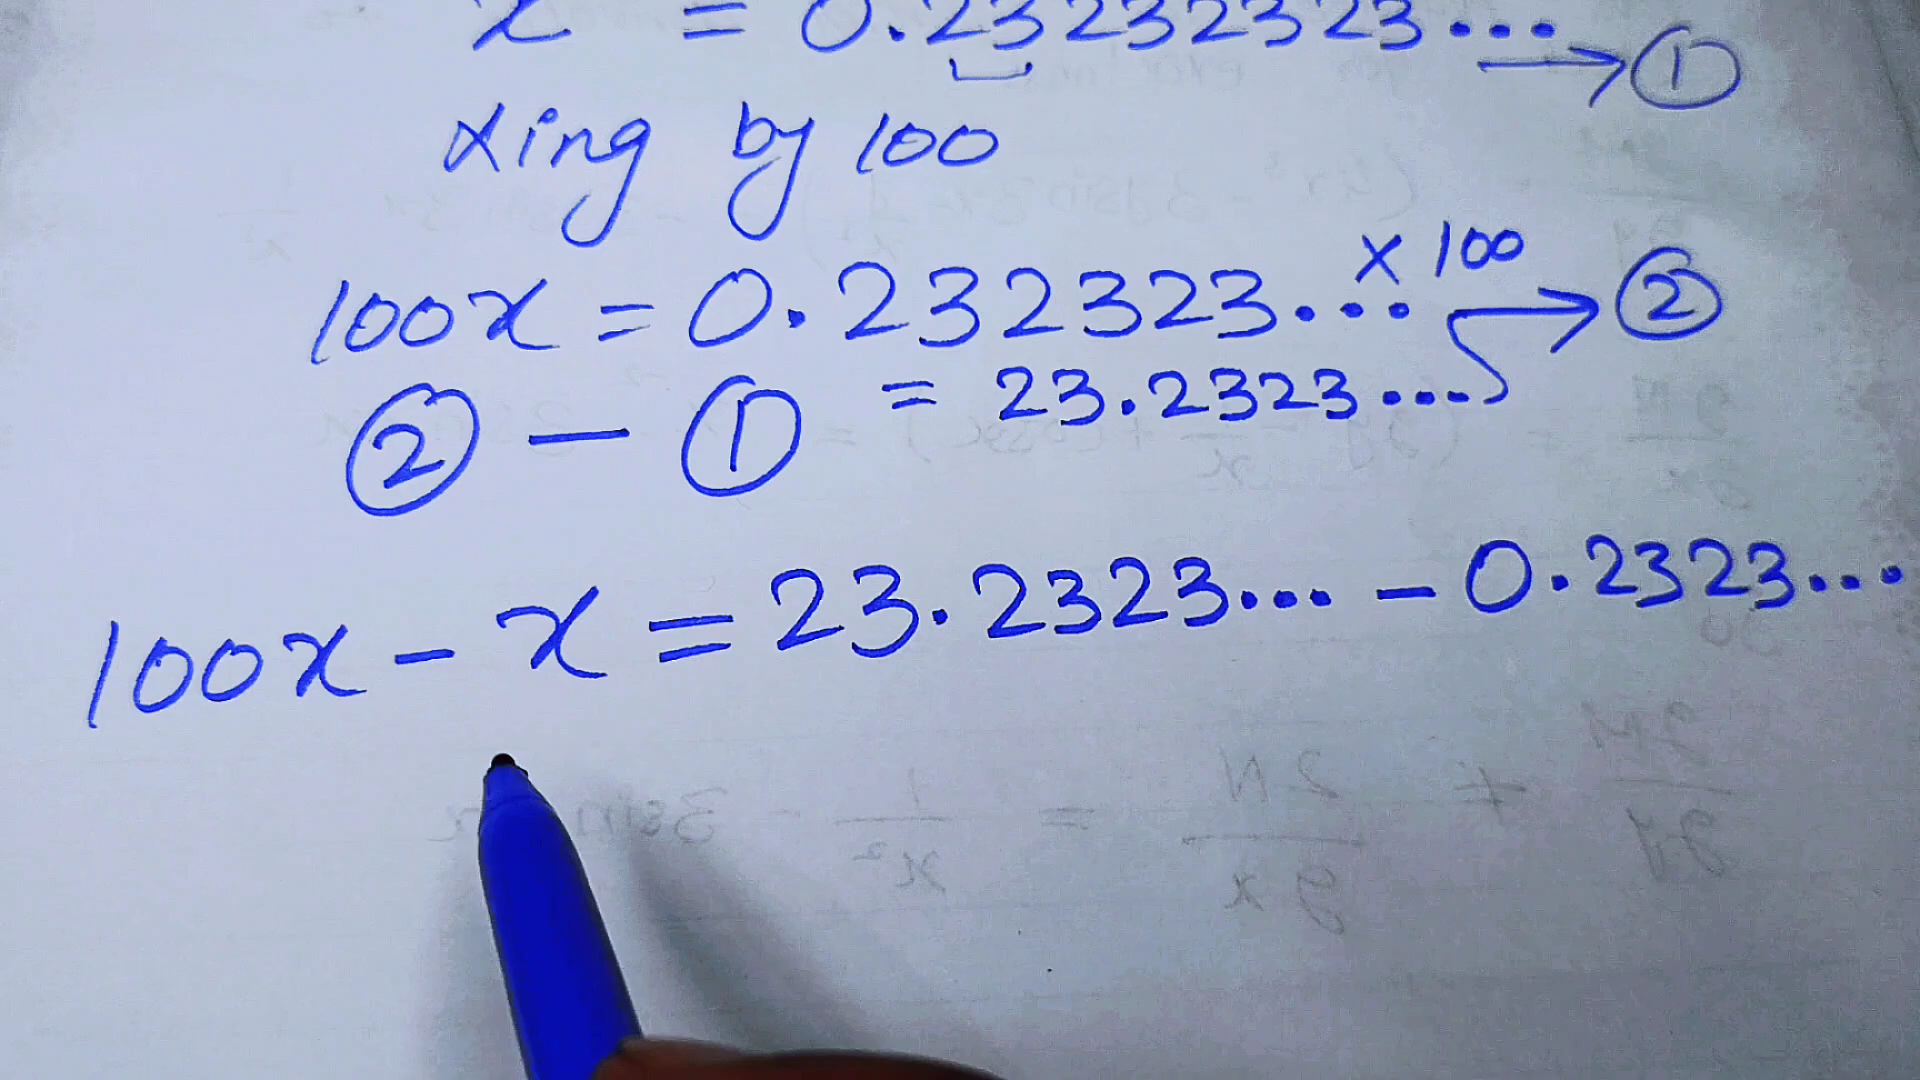 x = 0.23232323... → ①
xing by 100
100x = 0.232323... x 100 → ②
= 23.2323...
② - ①
100x - x = 23.2323... - 0.2323...